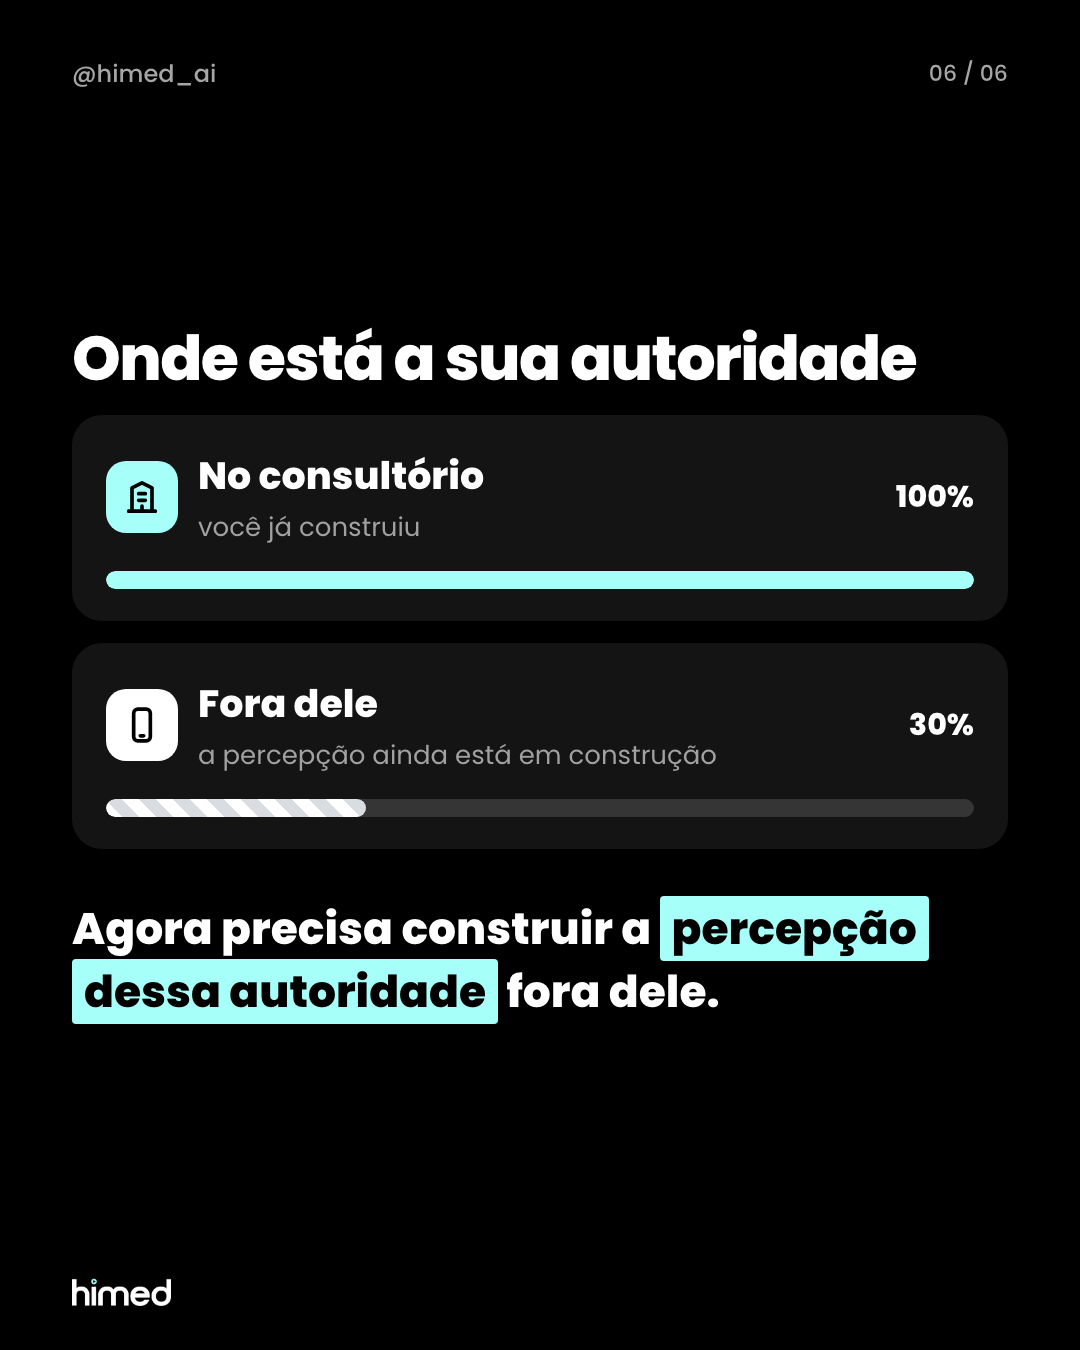 @himed_ai
06 / 06
Onde está a sua autoridade
No consultório
você já construiu
100%
Fora dele
a percepção ainda está em construção
30%
Agora precisa construir a percepção
dessa autoridade fora dele.
himed